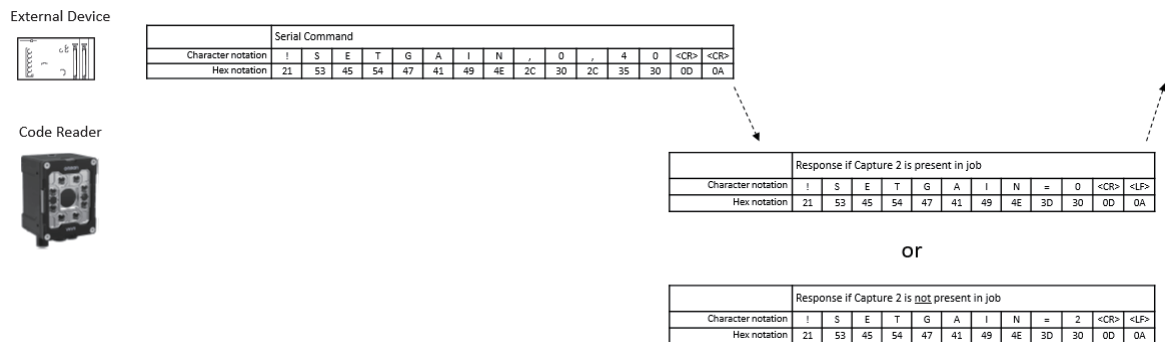 External Device
Serial Command
Character notation ! S E T G A I N , 0 , 4 0 <CR> <CR>
Hex notation 21 53 45 54 47 41 49 4E 2C 30 2C 35 30 0D 0A
Code Reader
Response if Capture 2 is present in job
Character notation ! S E T G A I N = 0 <CR> <LF>
Hex notation 21 53 45 54 47 41 49 4E 3D 30 0D 0A
or
Response if Capture 2 is not present in job
Character notation ! S E T G A I N = 2 <CR> <LF>
Hex notation 21 53 45 54 47 41 49 4E 3D 30 0D 0A